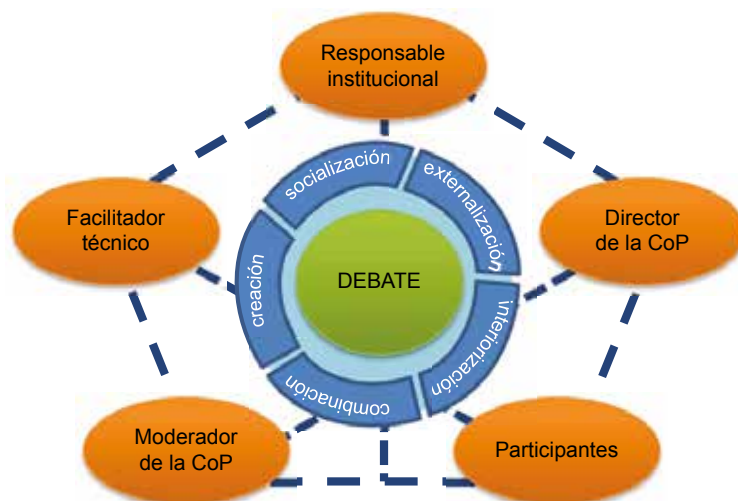 Responsable
institucional
socialización
externalización
Facilitador
técnico
Director
de la CoP
DEBATE
creación
interiorización
combinación
Moderador
de la CoP
Participantes